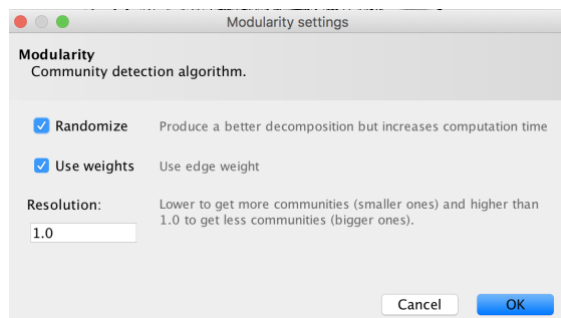 Modularity settings
Modularity
Community detection algorithm.
Randomize Produce a better decomposition but increases computation time
Use weights Use edge weight
Resolution: Lower to get more communities (smaller ones) and higher than
1.0 to get less communities (bigger ones).
1.0
Cancel OK